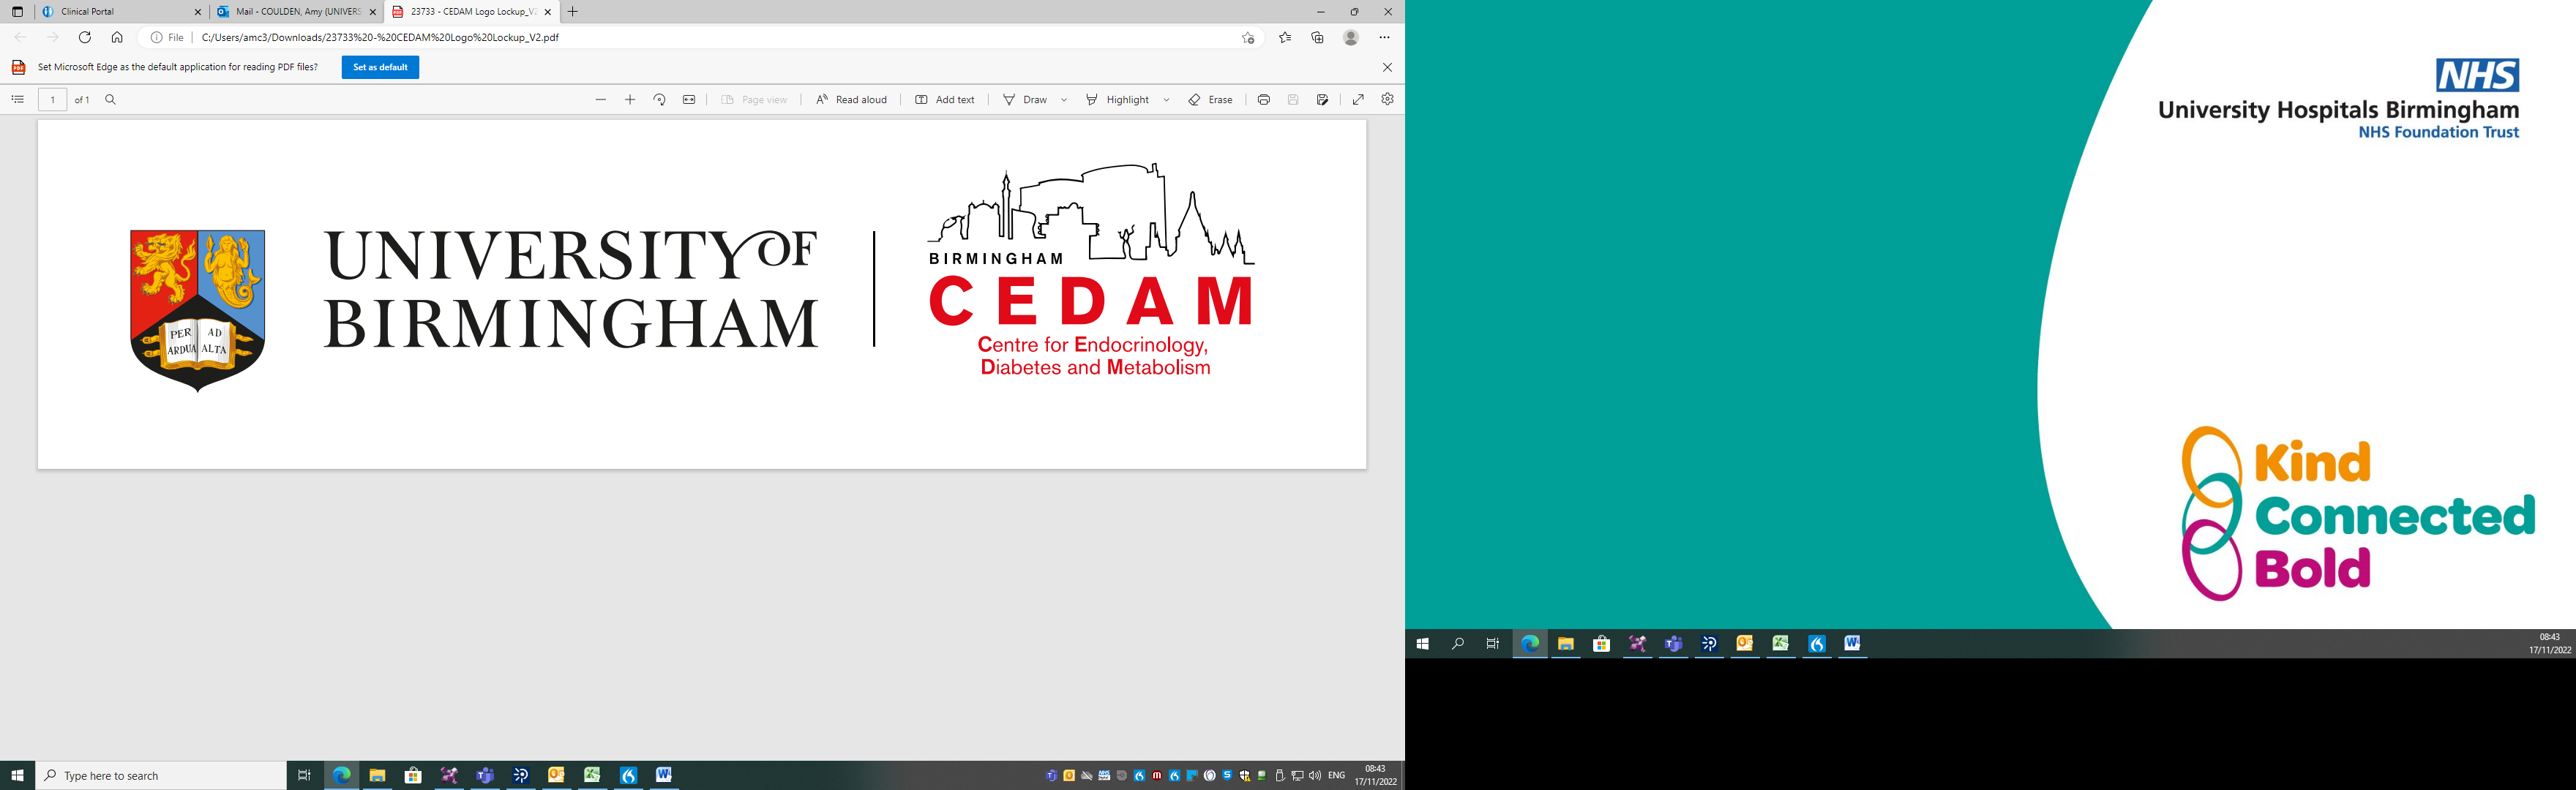 Clinical Portal
Mail - COULDEN, Amy (UNIVERS
23733 - CEDAM Logo Lockup_V2
File
C:/Users/amc3/Downloads/23733%20-%20CEDAM%20Logo%20Lockup_V2.pdf
Set Microsoft Edge as the default application for reading PDF files?
Set as default
1 of 1
Page view
Read aloud
Add text
Draw
Highlight
Erase
UNIVERSITY OF
BIRMINGHAM
PER AD
ARDUA ALTA
BIRMINGHAM
CEDAM
Centre for Endocrinology,
Diabetes and Metabolism
Type here to search
ENG
08:43
17/11/2022
NHS
University Hospitals Birmingham
NHS Foundation Trust
Kind
Connected
Bold
08:43
17/11/2022